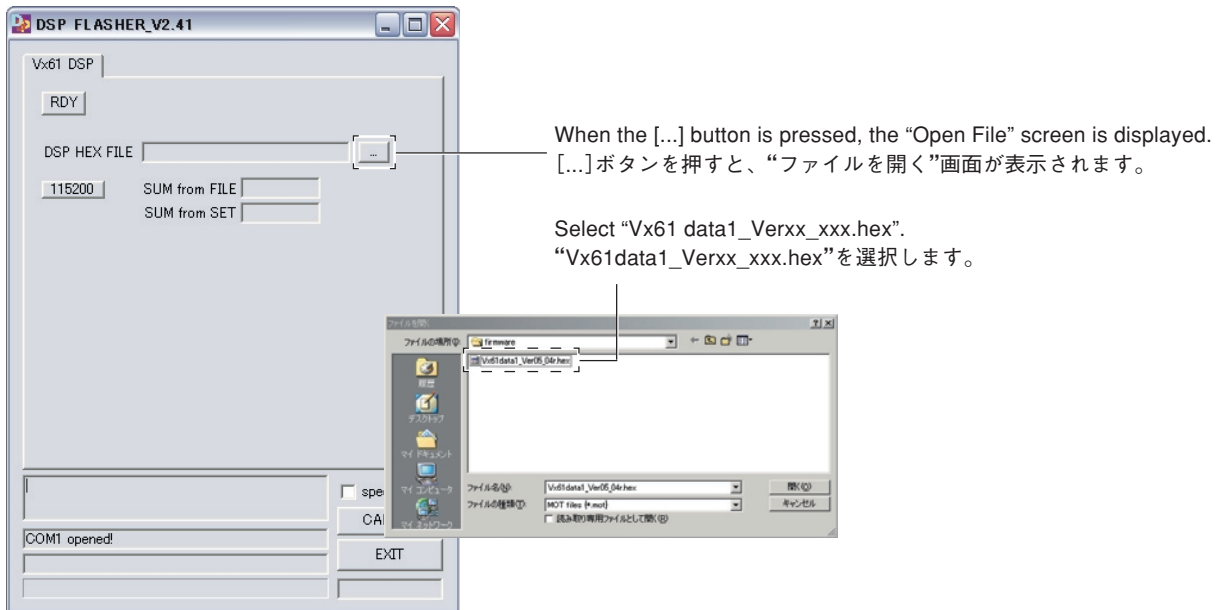 DSP FLASHER_V2.41
Vx61 DSP
RDY
DSP HEX FILE
...
115200
SUM from FILE
SUM from SET
When the [...] button is pressed, the “Open File” screen is displayed.
[...]ボタンを押すと、“ファイルを開く”画面が表示されます。
Select “Vx61 data1_Verxx_xxx.hex”.
“Vx61data1_Verxx_xxx.hex”を選択します。
ファイルを開く
ファイルの場所(I):
firmware
Vx61data1_Ver05_04r.hex
履歴
デスクトップ
マイ ドキュメント
マイ コンピュータ
マイ ネットワーク
ファイル名(N):
Vx61data1_Ver05_04r.hex
開く(O)
ファイルの種類(T):
MOT files (*.mot)
キャンセル
読み取り専用ファイルとして開く(R)
spe
CA
COM1 opened!
EXIT